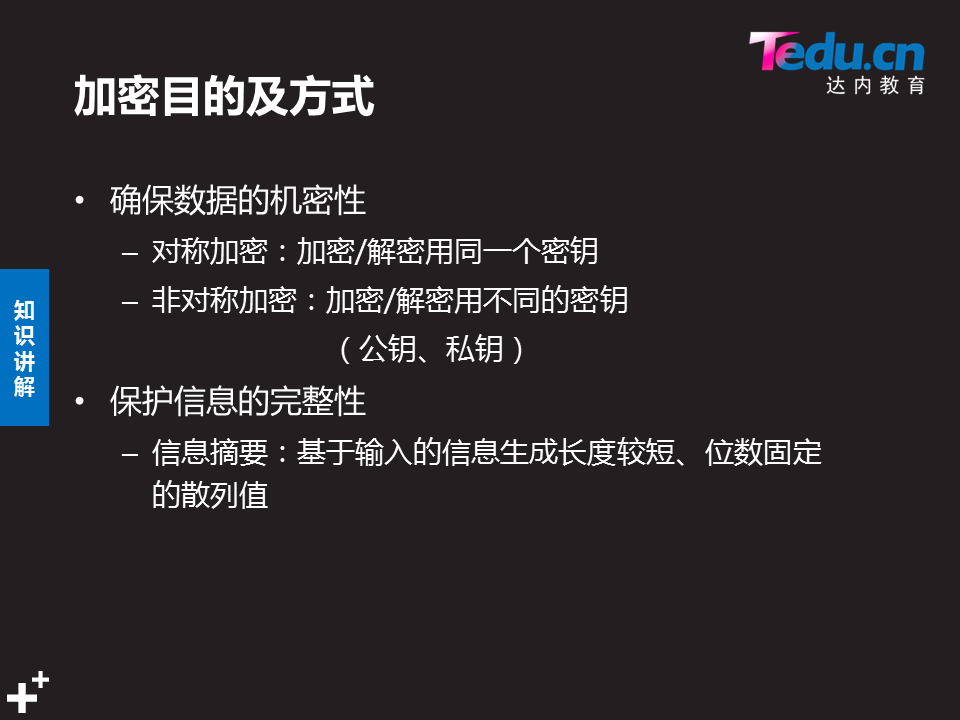 Tedu.cn
达内教育
加密目的及方式
• 确保数据的机密性
– 对称加密：加密/解密用同一个密钥
– 非对称加密：加密/解密用不同的密钥
（公钥、私钥）
• 保护信息的完整性
– 信息摘要：基于输入的信息生成长度较短、位数固定
的散列值
知识讲解